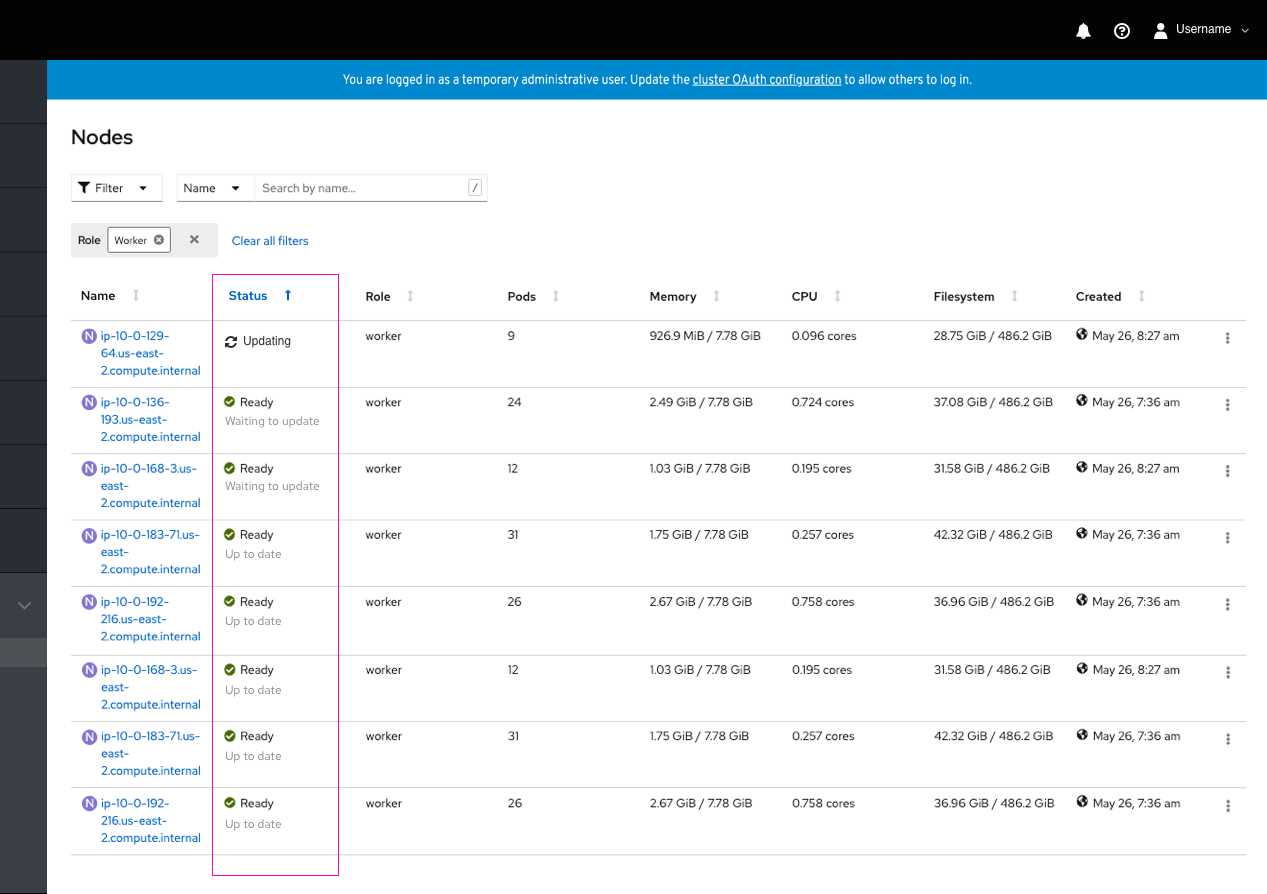 Username
You are logged in as a temporary administrative user. Update the cluster OAuth configuration to allow others to log in.
Nodes
Filter Name Search by name... /
Role Worker Clear all filters
Name Status Role Pods Memory CPU Filesystem Created
N ip-10-0-129- Updating worker 9 926.9 MiB / 7.78 GiB 0.096 cores 28.75 GiB / 486.2 GiB May 26, 8:27 am
64.us-east-
2.compute.internal
N ip-10-0-136- Ready worker 24 2.49 GiB / 7.78 GiB 0.724 cores 37.08 GiB / 486.2 GiB May 26, 7:36 am
193.us-east- Waiting to update
2.compute.internal
N ip-10-0-168-3.us- Ready worker 12 1.03 GiB / 7.78 GiB 0.195 cores 31.58 GiB / 486.2 GiB May 26, 8:27 am
east- Waiting to update
2.compute.internal
N ip-10-0-183-71.us- Ready worker 31 1.75 GiB / 7.78 GiB 0.257 cores 42.32 GiB / 486.2 GiB May 26, 7:36 am
east- Up to date
2.compute.internal
N ip-10-0-192- Ready worker 26 2.67 GiB / 7.78 GiB 0.758 cores 36.96 GiB / 486.2 GiB May 26, 7:36 am
216.us-east- Up to date
2.compute.internal
N ip-10-0-168-3.us- Ready worker 12 1.03 GiB / 7.78 GiB 0.195 cores 31.58 GiB / 486.2 GiB May 26, 8:27 am
east- Up to date
2.compute.internal
N ip-10-0-183-71.us- Ready worker 31 1.75 GiB / 7.78 GiB 0.257 cores 42.32 GiB / 486.2 GiB May 26, 7:36 am
east- Up to date
2.compute.internal
N ip-10-0-192- Ready worker 26 2.67 GiB / 7.78 GiB 0.758 cores 36.96 GiB / 486.2 GiB May 26, 7:36 am
216.us-east- Up to date
2.compute.internal